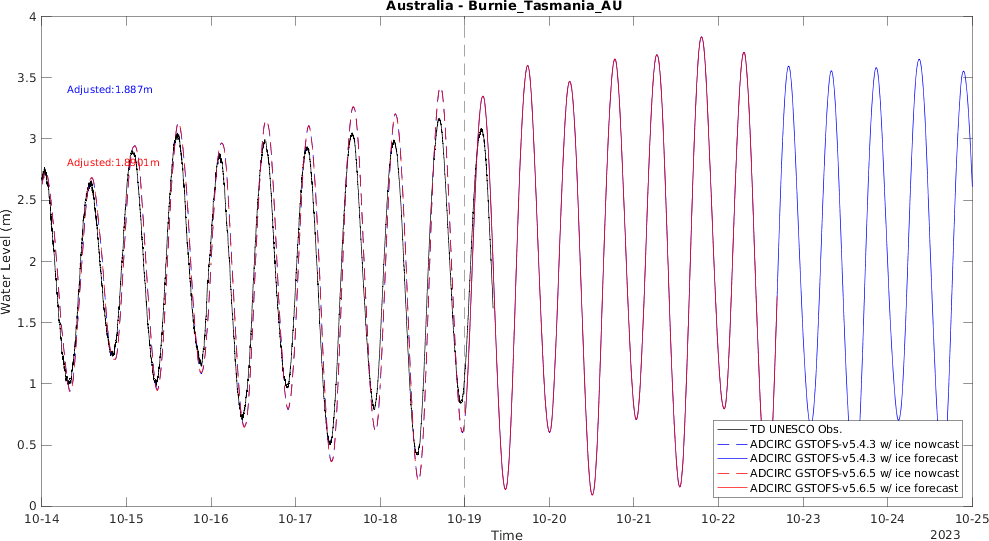 Australia - Burnie_Tasmania_AU
4
3.5
3
2.5
2
1.5
1
0.5
0
Water Level (m)
Adjusted:1.887m
Adjusted:1.8901m
TD UNESCO Obs.
ADCIRC GSTOFS-v5.4.3 w/ ice nowcast
ADCIRC GSTOFS-v5.4.3 w/ ice forecast
ADCIRC GSTOFS-v5.6.5 w/ ice nowcast
ADCIRC GSTOFS-v5.6.5 w/ ice forecast
10-14 10-15 10-16 10-17 10-18 10-19 10-20 10-21 10-22 10-23 10-24 10-25
Time
2023